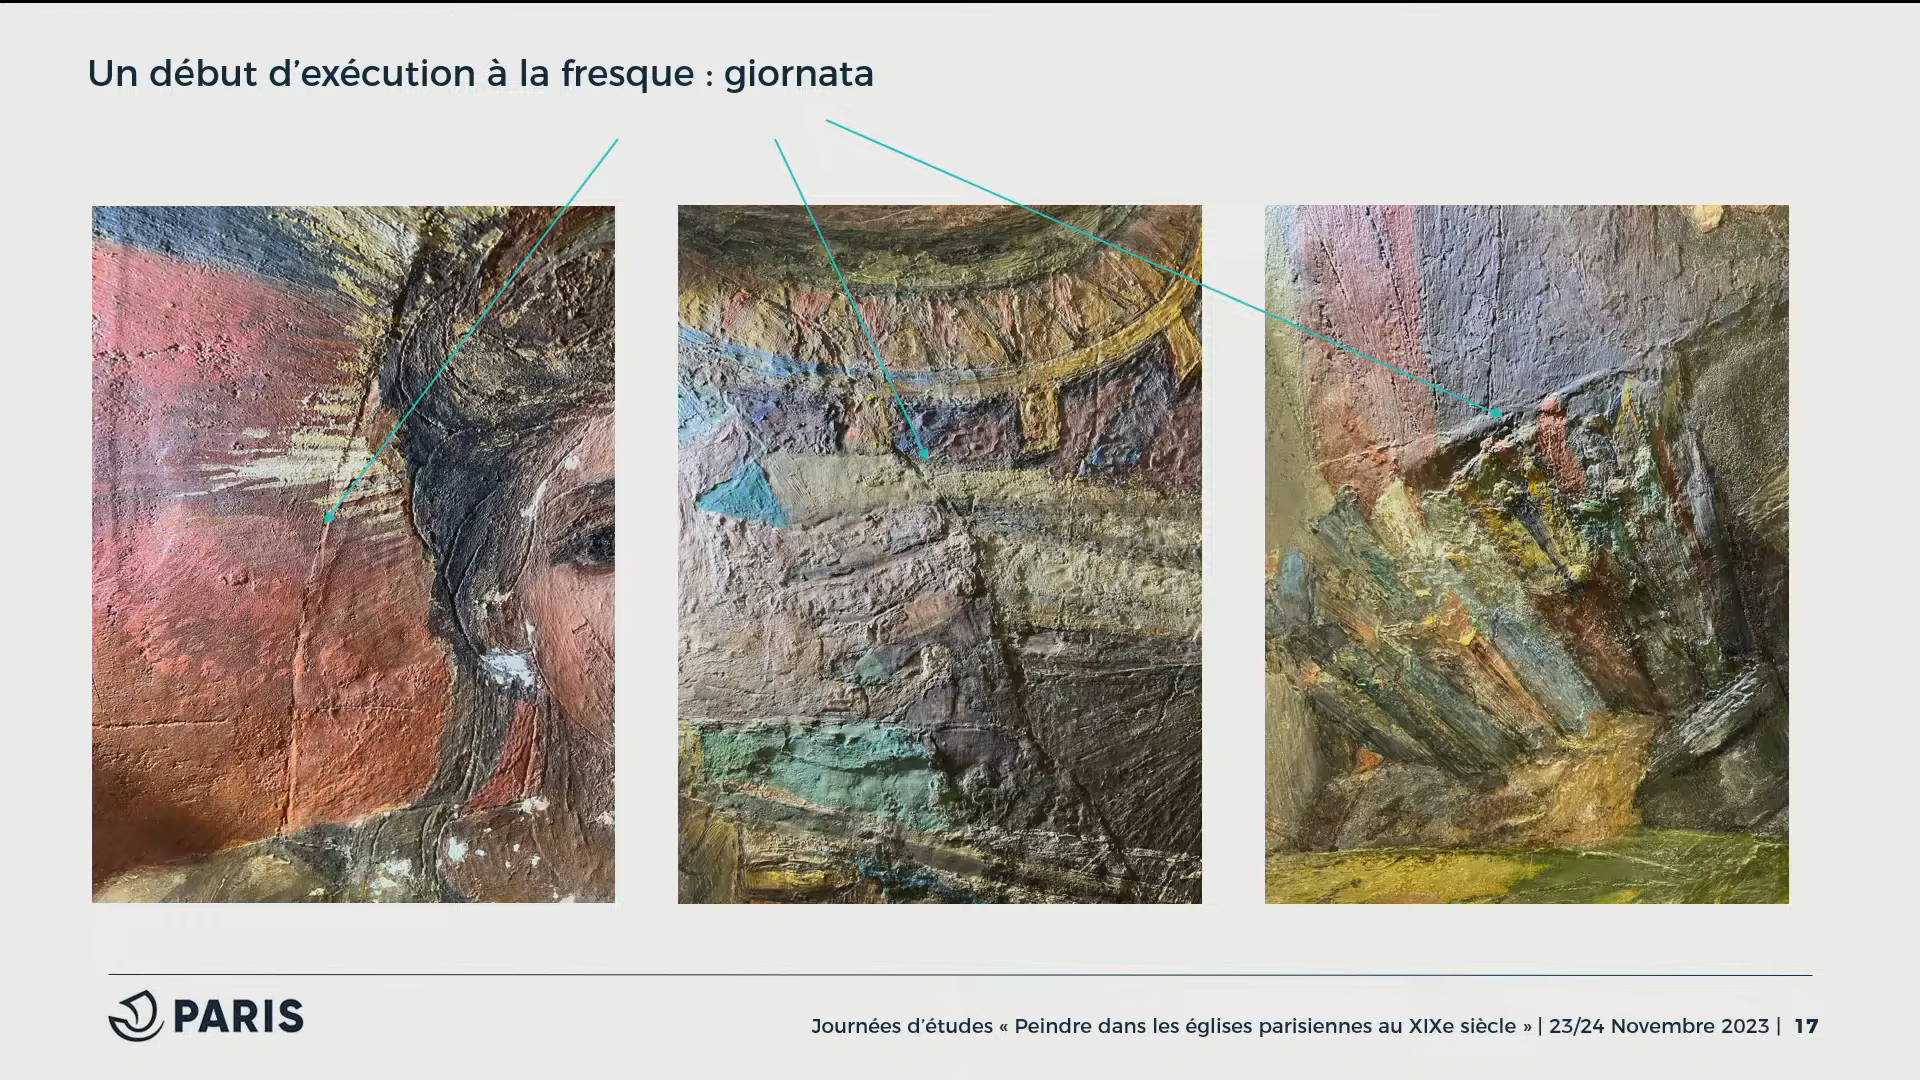 Un début d’exécution à la fresque : giornata
PARIS
Journées d’études « Peindre dans les églises parisiennes au XIXe siècle » | 23/24 Novembre 2023 | 17